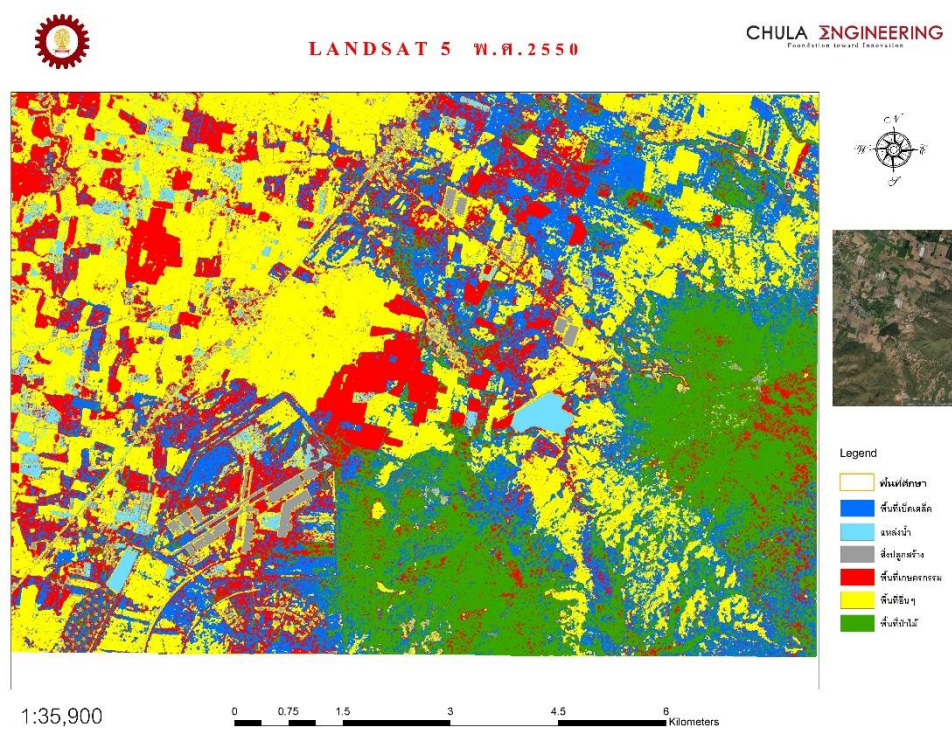 LANDSAT 5 พ.ศ.2550
CHULA ΣNGINEERING
Foundation toward Innovation
N
W
E
S
Legend
พื้นที่ศึกษา
พื้นที่เบ็ดเตล็ด
แหล่งน้ำ
สิ่งปลูกสร้าง
พื้นที่เกษตรกรรม
พื้นที่อื่นๆ
พื้นที่ป่าไม้
1:35,900
0 0.75 1.5 3 4.5 6
Kilometers